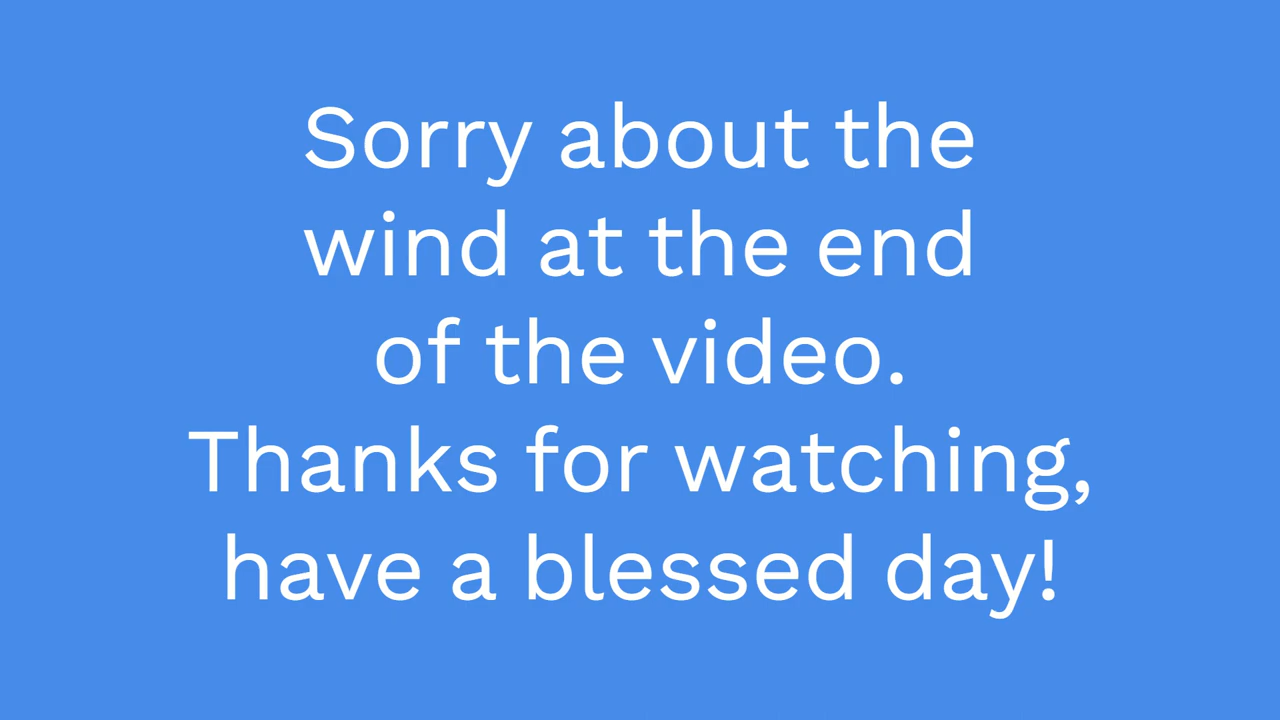 Sorry about the
wind at the end
of the video.
Thanks for watching,
have a blessed day!